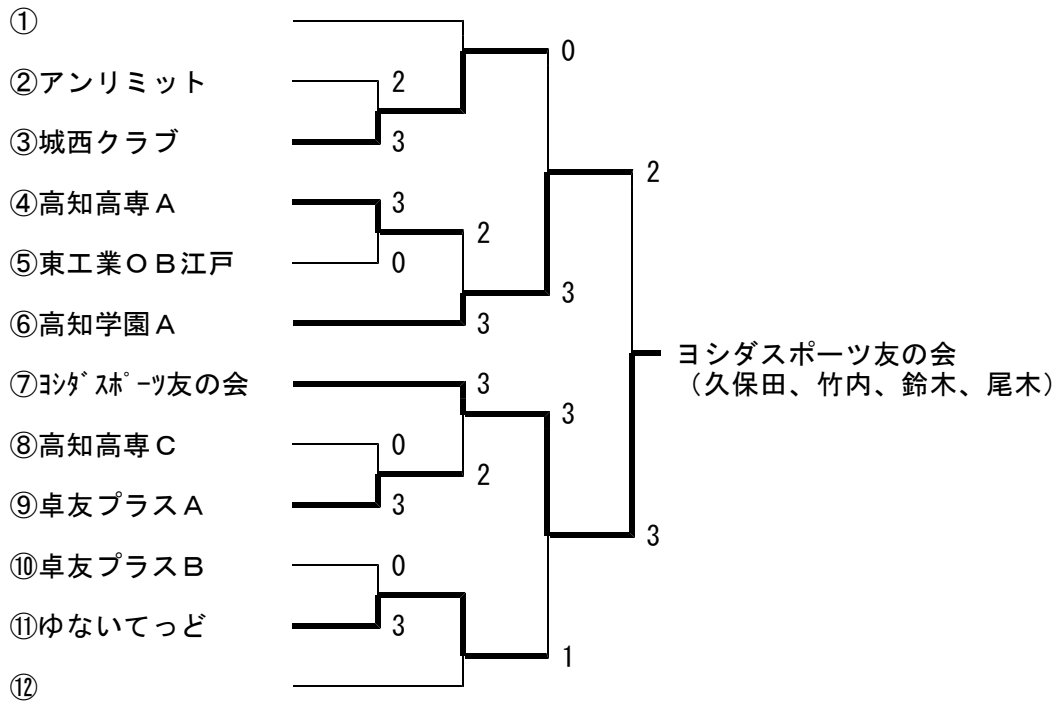 ①
0
②アンリミット
2
③城西クラブ
3
2
④高知高専Ａ
3
2
⑤東工業ＯＢ江戸
0
3
⑥高知学園Ａ
3
ヨシダスポーツ友の会
（久保田、竹内、鈴木、尾木）
⑦ﾖｼﾀﾞｽﾎﾟｰﾂ友の会
3
3
⑧高知高専Ｃ
0
2
⑨卓友プラスＡ
3
3
⑩卓友プラスＢ
0
⑪ゆないてっど
3
1
⑫